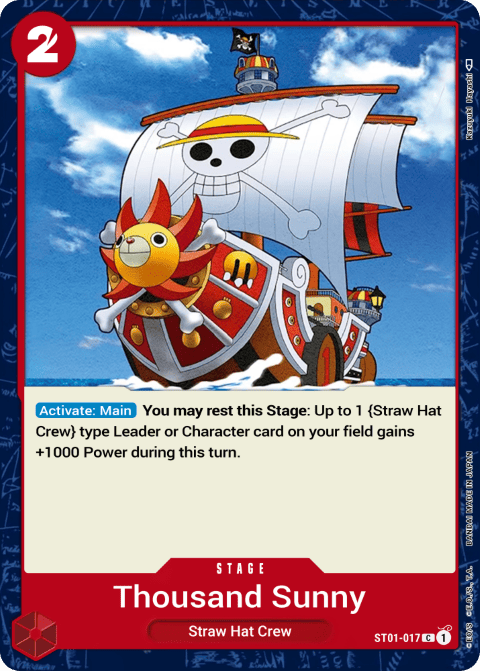 2
Kazuyuki Hayashi
Activate: Main You may rest this Stage: Up to 1 {Straw Hat
Crew} type Leader or Character card on your field gains
+1000 Power during this turn.
©E.O./S ©E.O./S., T.A. BANDAI MADE IN JAPAN
STAGE
Thousand Sunny
Straw Hat Crew
ST01-017 C 1